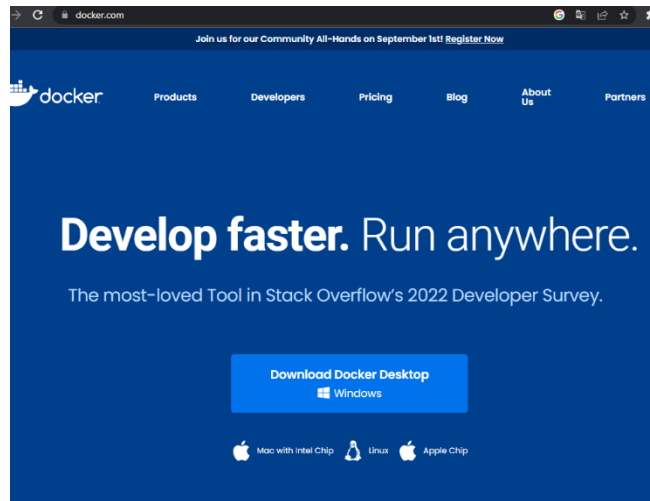 docker.com
Join us for our Community All-Hands on September 1st! Register Now
docker
Products Developers Pricing Blog About Us Partners
Develop faster. Run anywhere.
The most-loved Tool in Stack Overflow's 2022 Developer Survey.
Download Docker Desktop
Windows
Mac with Intel Chip Linux Apple Chip